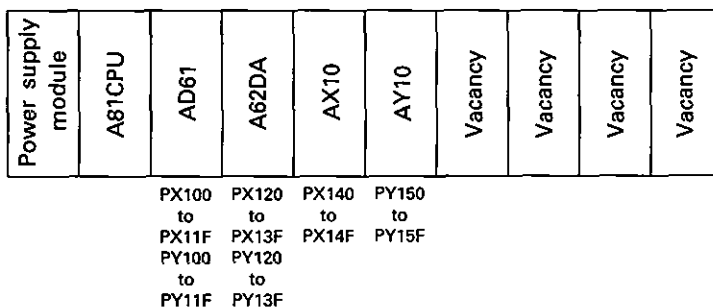 Power supply
module
A81CPU
AD61
A62DA
AX10
AY10
Vacancy
Vacancy
Vacancy
Vacancy
PX100 PX120 PX140 PY150
to to to to
PX11F PX13F PX14F PY15F
PY100 PY120
to to
PY11F PY13F